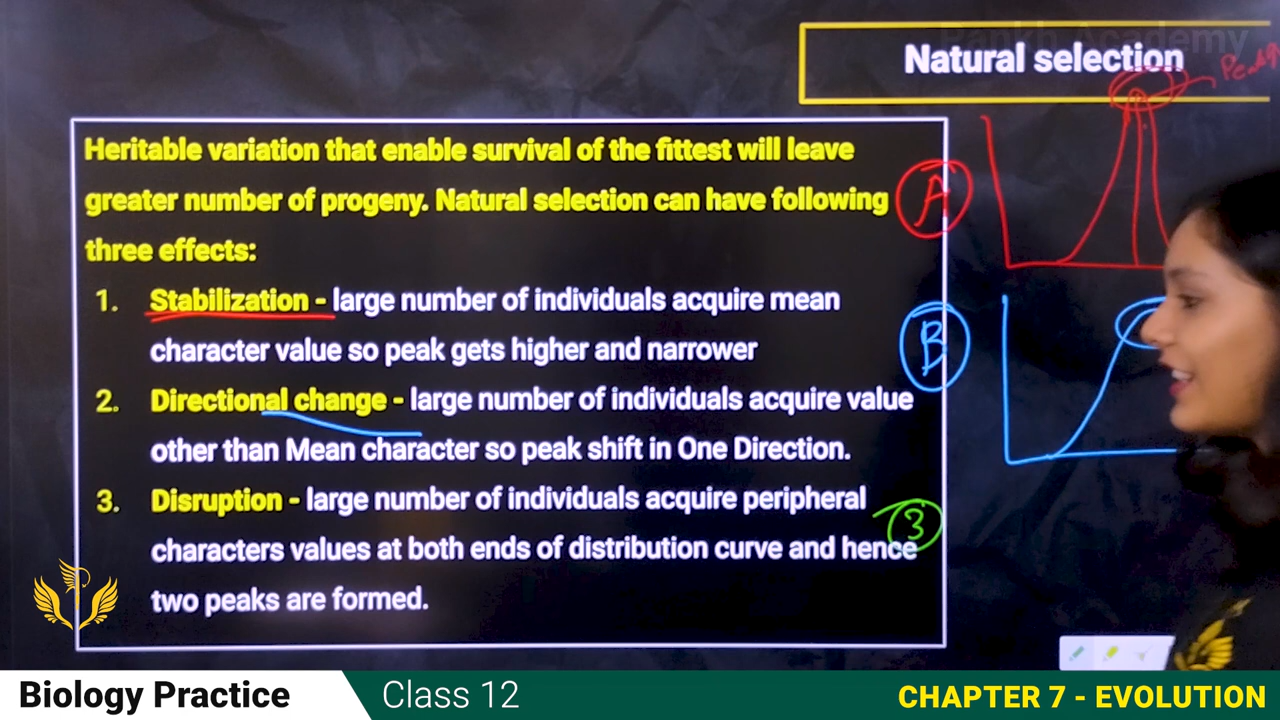 Pankh Academy
Natural selection
Peak
Heritable variation that enable survival of the fittest will leave
greater number of progeny. Natural selection can have following
three effects:
1. Stabilization - large number of individuals acquire mean
character value so peak gets higher and narrower
2. Directional change - large number of individuals acquire value
other than Mean character so peak shift in One Direction.
3. Disruption - large number of individuals acquire peripheral
characters values at both ends of distribution curve and hence
two peaks are formed.
A
B
3
Biology Practice
Class 12
CHAPTER 7 - EVOLUTION